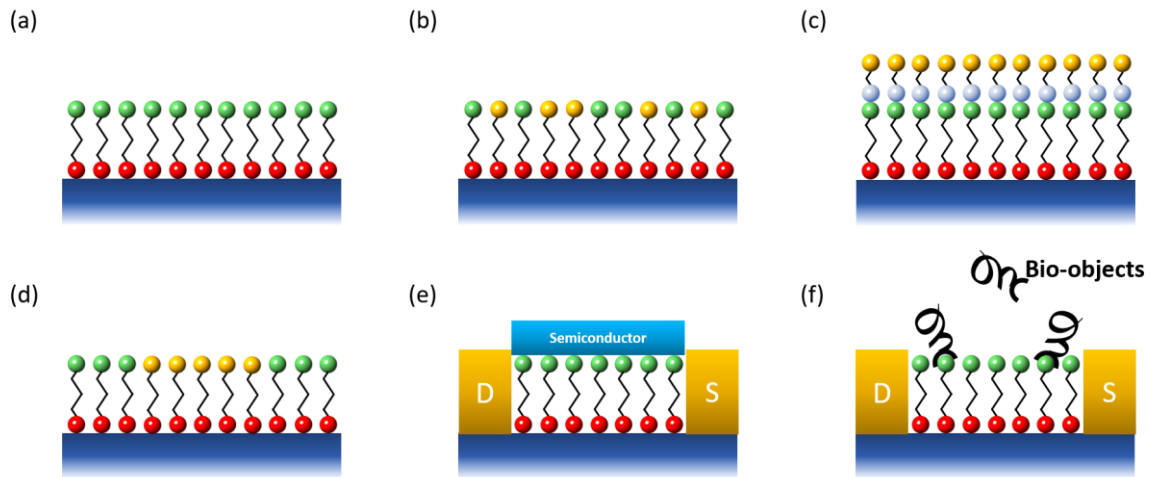 (a)
(b)
(c)
(d)
(e)
(f)
Bio-objects
Semiconductor
D
S
D
S